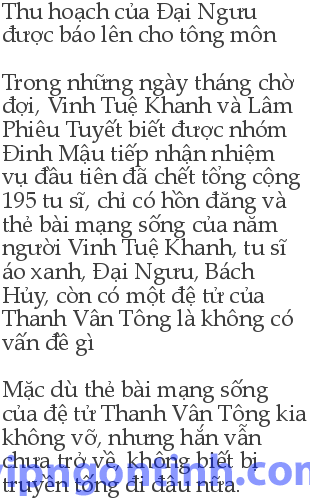 Thu hoạch của Đại Ngưu
được báo lên cho tông môn
Trong những ngày tháng chờ
đợi, Vinh Tuệ Khanh và Lâm
Phiêu Tuyết biết được nhóm
Đinh Mậu tiếp nhận nhiệm
vụ đầu tiên đã chết tổng cộng
195 tu sĩ, chỉ có hồn đăng và
thẻ bài mạng sống của năm
người Vinh Tuệ Khanh, tu sĩ
áo xanh, Đại Ngưu, Bách
Hủy, còn có một đệ tử của
Thanh Vân Tông là không có
vấn đề gì
Mặc dù thẻ bài mạng sống
của đệ tử Thanh Vân Tông kia
không vỡ, nhưng hắn vẫn
chưa trở về, không biết bị
truyền tống đi đâu nữa.
vipngontinh.com